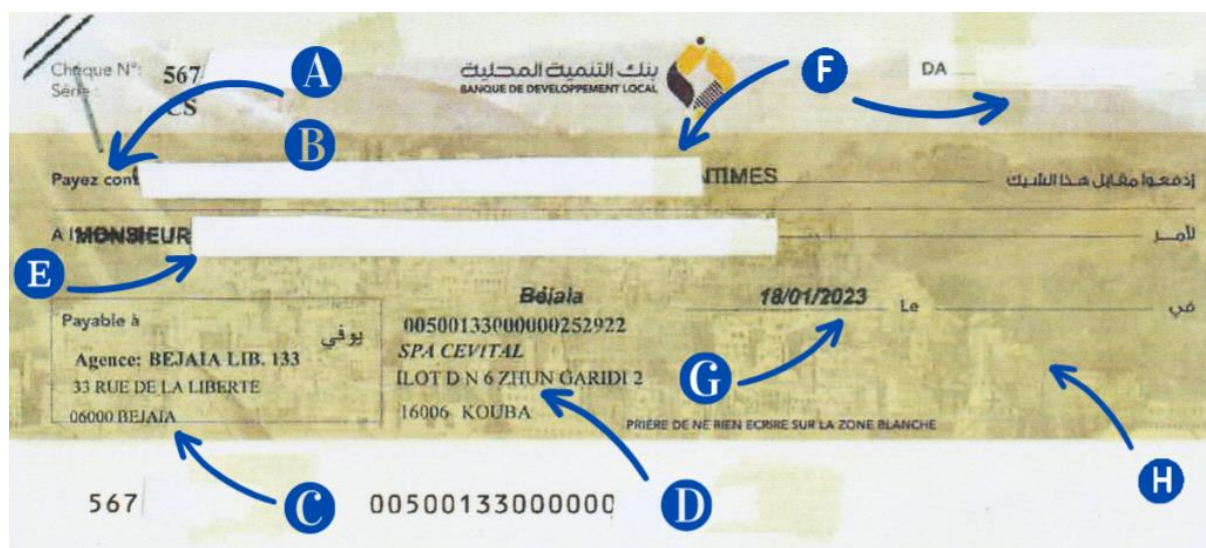 Chèque N°: 567
Série : CS
بنك التنمية المحلية
BANQUE DE DEVELOPPEMENT LOCAL
DA
A
B
F
Payez cont
TIMES
إدفعوا مقابل هذا الشيك
A l MONSIEUR
لأمر
E
Béjaia
18/01/2023
Le
في
Payable à
يوفي
Agence: BEJAIA LIB. 133
33 RUE DE LA LIBERTE
06000 BEJAIA
00500133000000252922
SPA CEVITAL
ILOT D N 6 ZHUN GARIDI 2
16006 KOUBA
G
PRIÈRE DE NE RIEN ECRIRE SUR LA ZONE BLANCHE
H
567
C
00500133000000
D